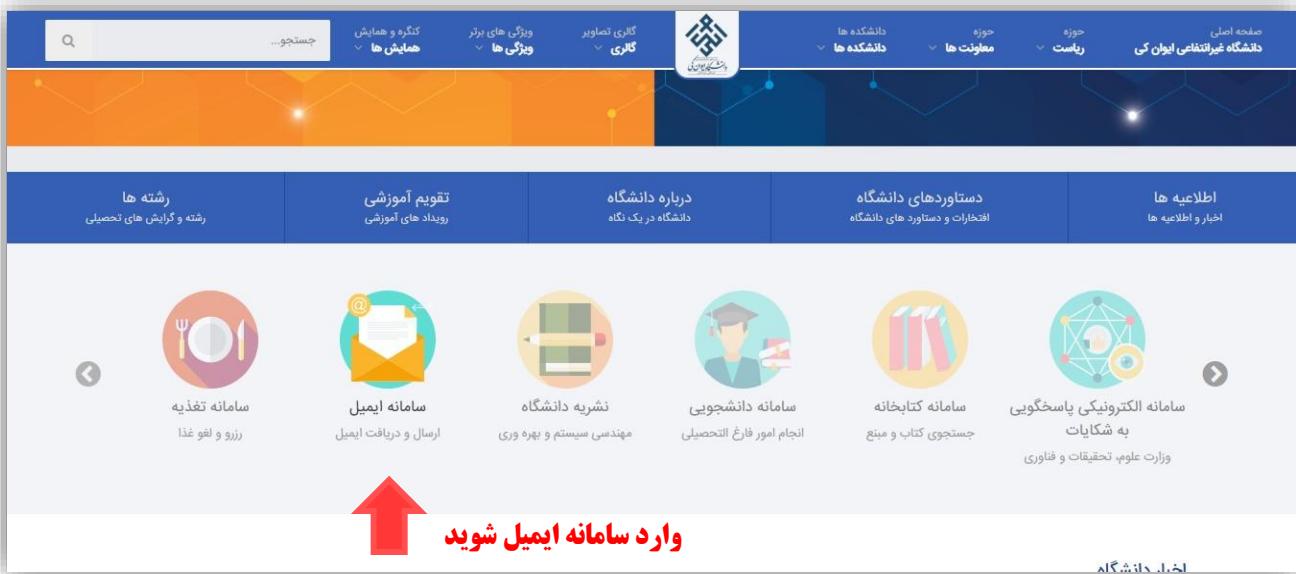 صفحه اصلی
دانشگاه غیرانتفاعی ایوان کی
حوزه
ریاست
حوزه
معاونت ها
دانشکده ها
دانشکده ها
گالری تصاویر
گالری
ویژگی های برتر
ویژگی ها
کنگره و همایش
همایش ها
جستجو...
اطلاعیه ها
اخبار و اطلاعیه ها
دستاوردهای دانشگاه
افتخارات و دستاورد های دانشگاه
درباره دانشگاه
دانشگاه در یک نگاه
تقویم آموزشی
رویداد های آموزشی
رشته ها
رشته و گرایش های تحصیلی
سامانه الکترونیکی پاسخگویی
به شکایات
وزارت علوم، تحقیقات و فناوری
سامانه کتابخانه
جستجوی کتاب و مبنع
سامانه دانشجویی
انجام امور فارغ التحصیلی
نشریه دانشگاه
مهندسی سیستم و بهره وری
سامانه ایمیل
ارسال و دریافت ایمیل
سامانه تغذیه
رزرو و لغو غذا
وارد سامانه ایمیل شوید
اخبار دانشگاه